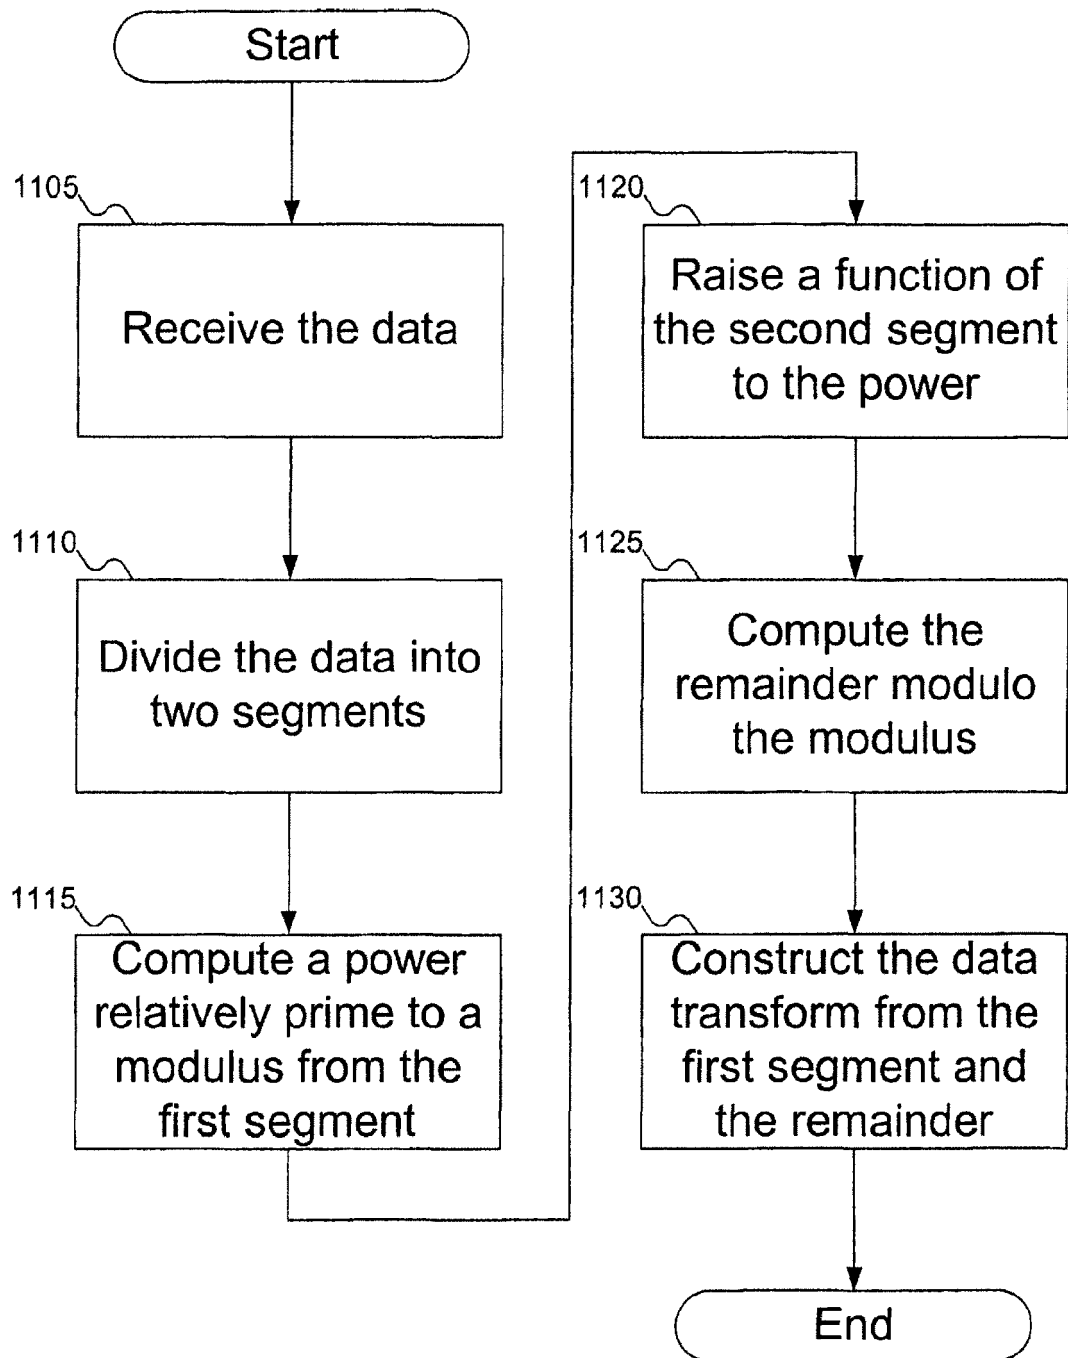 Start
1105
Receive the data
1110
Divide the data into
two segments
1115
Compute a power
relatively prime to a
modulus from the
first segment
1120
Raise a function of
the second segment
to the power
1125
Compute the
remainder modulo
the modulus
1130
Construct the data
transform from the
first segment and
the remainder
End